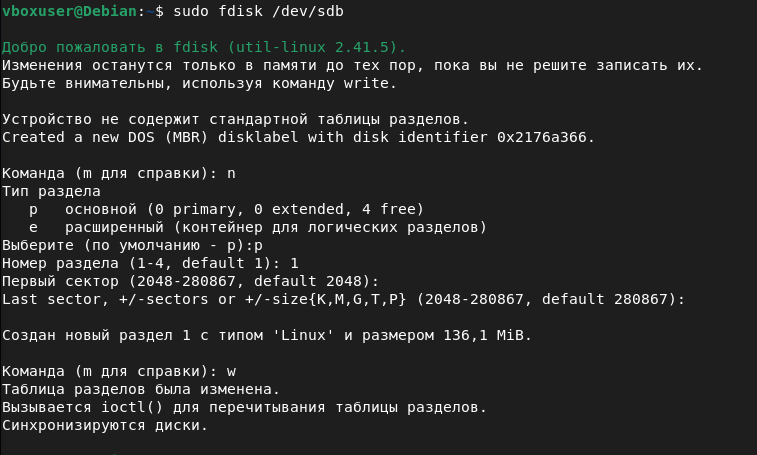 vboxuser@Debian:~$ sudo fdisk /dev/sdb
Добро пожаловать в fdisk (util-linux 2.41.5).
Изменения останутся только в памяти до тех пор, пока вы не решите записать их.
Будьте внимательны, используя команду write.
Устройство не содержит стандартной таблицы разделов.
Created a new DOS (MBR) disklabel with disk identifier 0x2176a366.
Команда (m для справки): n
Тип раздела
p основной (0 primary, 0 extended, 4 free)
e расширенный (контейнер для логических разделов)
Выберите (по умолчанию - p):p
Номер раздела (1-4, default 1): 1
Первый сектор (2048-280867, default 2048):
Last sector, +/-sectors or +/-size{K,M,G,T,P} (2048-280867, default 280867):
Создан новый раздел 1 с типом 'Linux' и размером 136,1 MiB.
Команда (m для справки): w
Таблица разделов была изменена.
Вызывается ioctl() для перечитывания таблицы разделов.
Синхронизируются диски.